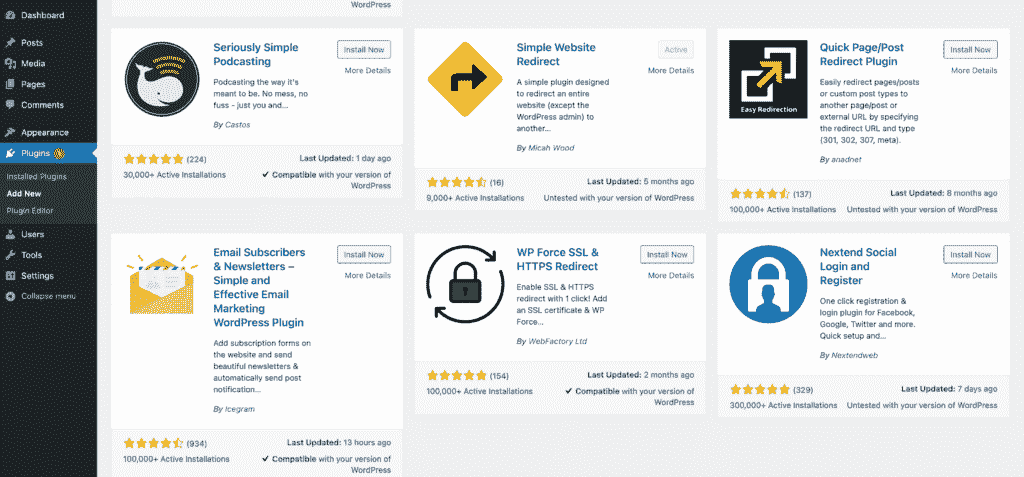 Dashboard
Posts
Media
Pages
Comments
Appearance
Plugins
Installed Plugins
Add New
Plugin Editor
Users
Tools
Settings
Collapse menu
WordPress
Seriously Simple
Podcasting
Install Now
More Details
Podcasting the way it's
meant to be. No mess, no
fuss - just you and...
By Castos
(224)
Last Updated: 1 day ago
30,000+ Active Installations
Compatible with your version of
WordPress
Simple Website
Redirect
Active
More Details
A simple plugin designed
to redirect an entire
website (except the
WordPress admin) to
another...
By Micah Wood
(16)
Last Updated: 5 months ago
9,000+ Active Installations
Untested with your version of WordPress
Easy Redirection
Quick Page/Post
Redirect Plugin
Install Now
More Details
Easily redirect pages/posts
or custom post types to
another page/post or
external URL by specifying
the redirect URL and type
(301, 302, 307, meta).
By anadnet
(137)
Last Updated: 8 months ago
100,000+ Active Installations
Untested with your version of WordPress
Email Subscribers
& Newsletters –
Simple and
Effective Email
Marketing
WordPress Plugin
Install Now
More Details
Add subscription forms on
the website and send
beautiful newsletters &
automatically send post
notification...
By Icegram
(934)
Last Updated: 13 hours ago
100,000+ Active Installations
Compatible with your version of
WordPress
WP Force SSL &
HTTPS Redirect
Install Now
More Details
Enable SSL & HTTPS
redirect with 1 click! Add
an SSL certificate & WP
Force...
By WebFactory Ltd
(154)
Last Updated: 2 months ago
100,000+ Active Installations
Compatible with your version of
WordPress
Nextend Social
Login and
Register
Install Now
More Details
One click registration &
login plugin for Facebook,
Google, Twitter and more.
Quick setup and...
By Nextendweb
(329)
Last Updated: 7 days ago
300,000+ Active Installations
Untested with your version of WordPress